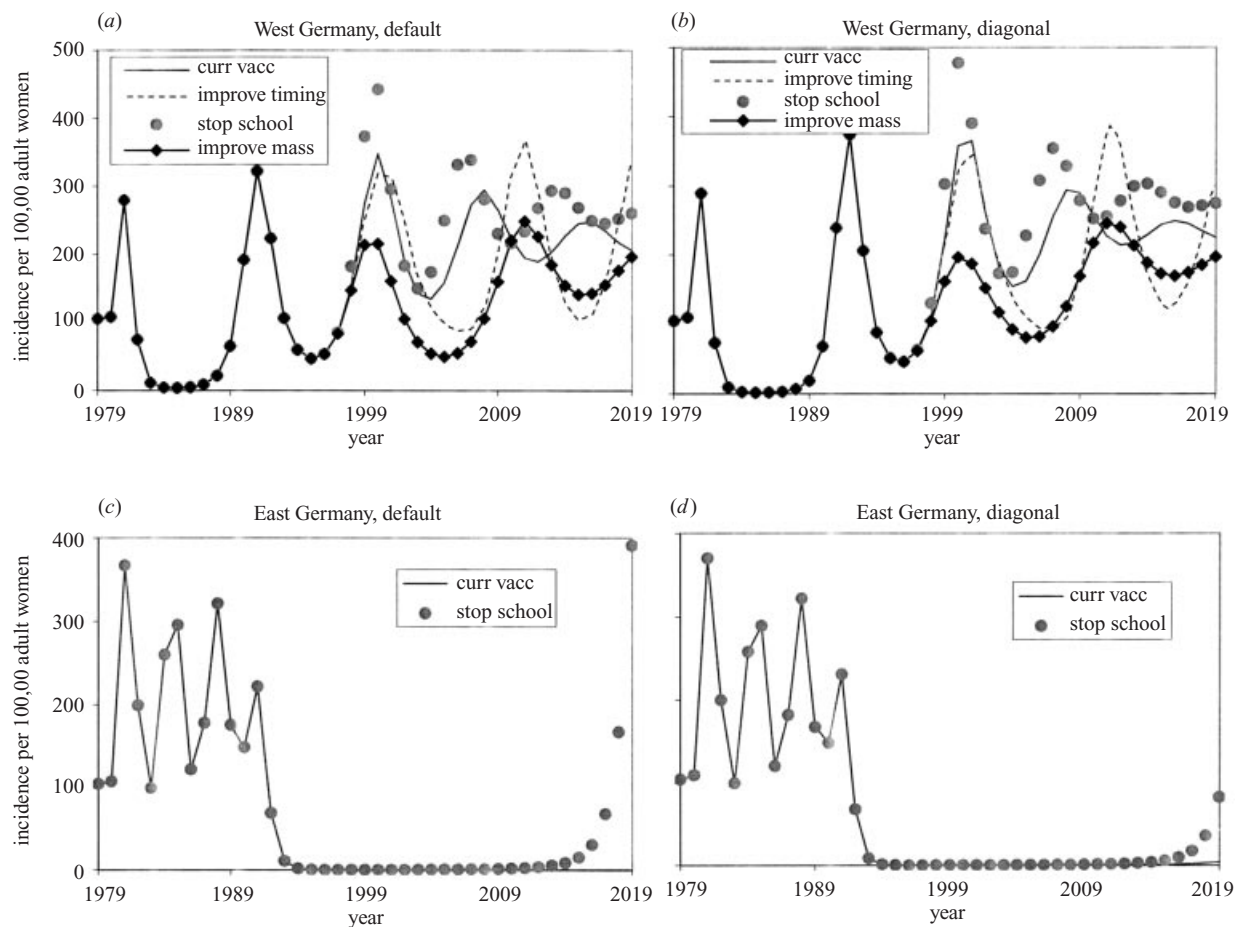 (a)
West Germany, default
500
400
300
200
100
0
incidence per 100,00 adult women
curr vacc
improve timing
stop school
improve mass
1979
1989
1999
2009
2019
year
(b)
West Germany, diagonal
curr vacc
improve timing
stop school
improve mass
1979
1989
1999
2009
2019
year
(c)
East Germany, default
400
300
200
100
0
incidence per 100,00 adult women
curr vacc
stop school
1979
1989
1999
2009
2019
year
(d)
East Germany, diagonal
curr vacc
stop school
1979
1989
1999
2009
2019
year